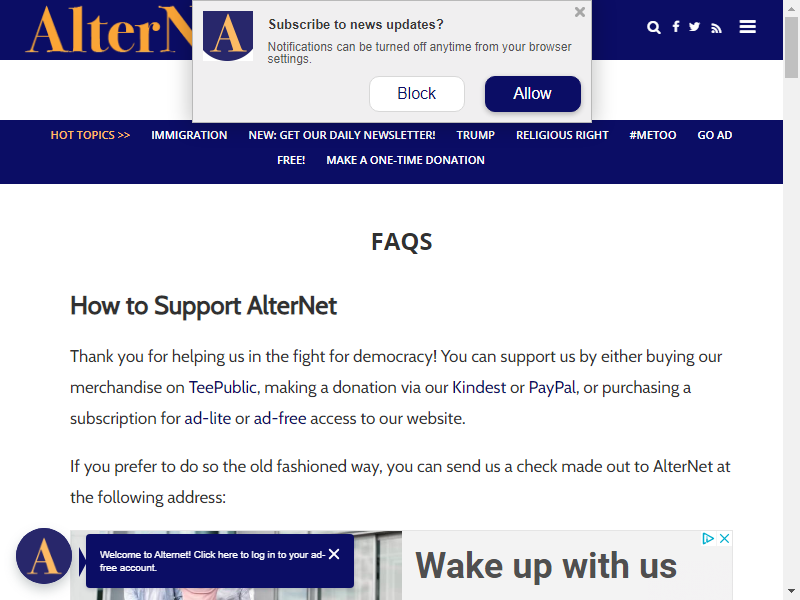 AlterN
Subscribe to news updates?
Notifications can be turned off anytime from your browser
settings.
Block
Allow
HOT TOPICS >>
IMMIGRATION
NEW: GET OUR DAILY NEWSLETTER!
TRUMP
RELIGIOUS RIGHT
#METOO
GO AD
FREE!
MAKE A ONE-TIME DONATION
FAQS
How to Support AlterNet
Thank you for helping us in the fight for democracy! You can support us by either buying our
merchandise on TeePublic, making a donation via our Kindest or PayPal, or purchasing a
subscription for ad-lite or ad-free access to our website.
If you prefer to do so the old fashioned way, you can send us a check made out to AlterNet at
the following address:
A
Welcome to Alternet! Click here to log in to your ad-
free account.
Wake up with us